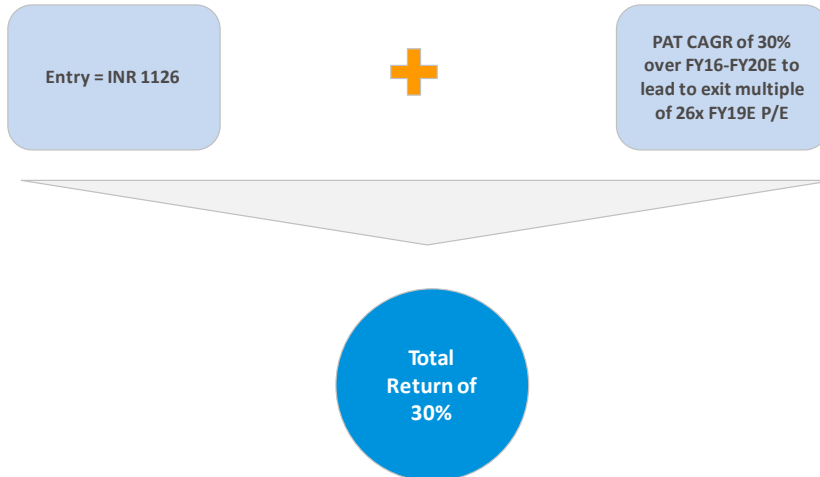 Entry = INR 1126
PAT CAGR of 30%
over FY16-FY20E to
lead to exit multiple
of 26x FY19E P/E
Total
Return of
30%